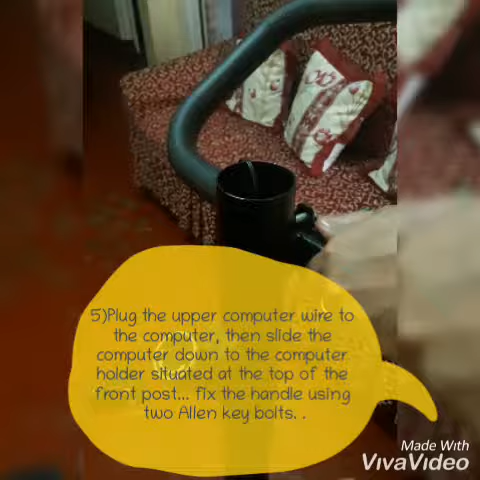 5)Plug the upper computer wire to
the computer, then slide the
computer down to the computer
holder situated at the top of the
front post... fix the handle using
two Allen key bolts. .
Made With
VivaVideo